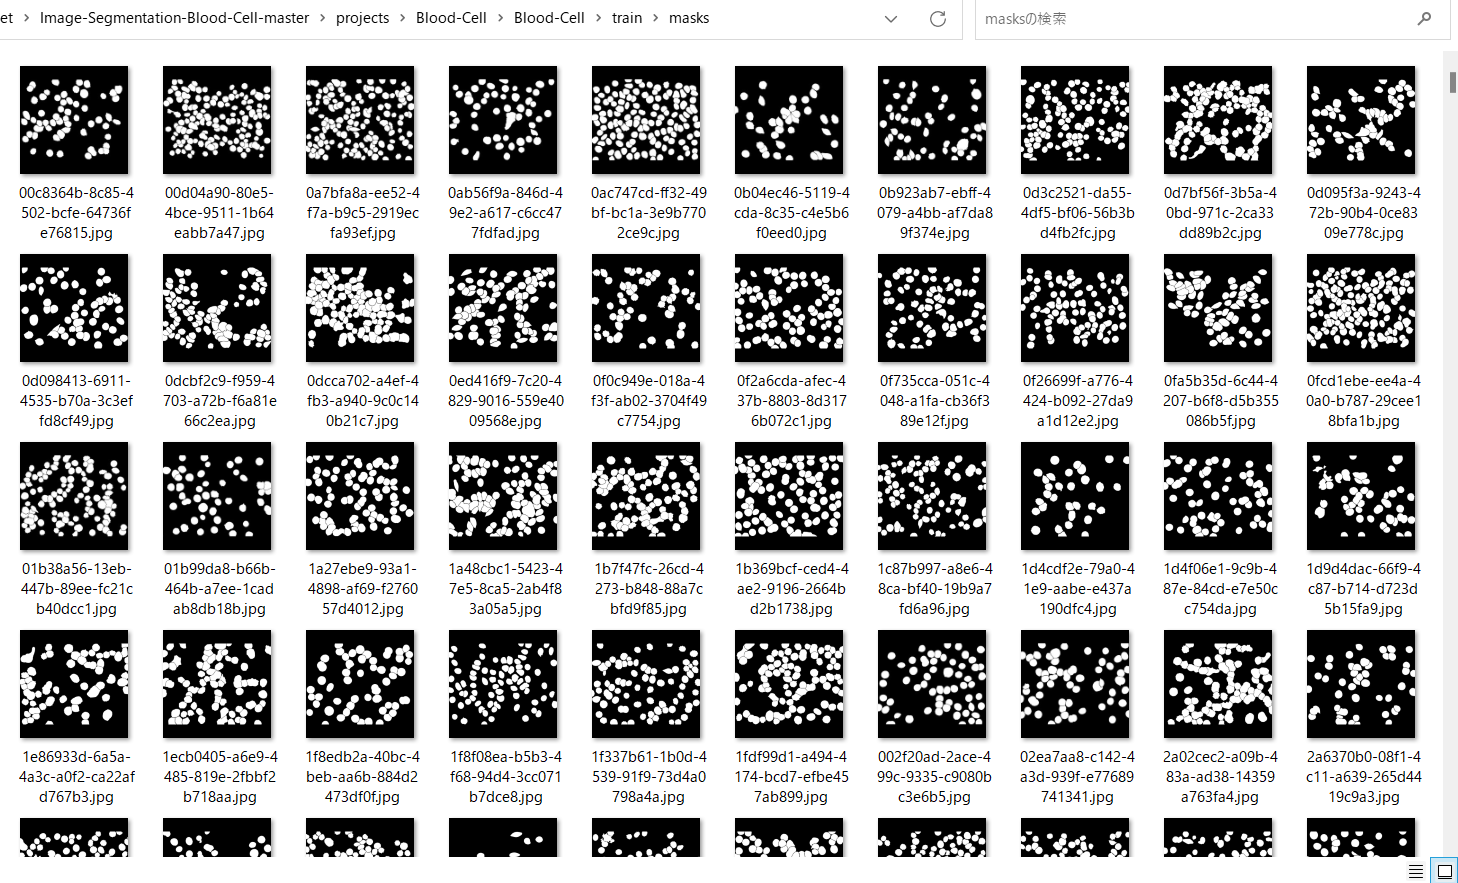 et > Image-Segmentation-Blood-Cell-master > projects > Blood-Cell > Blood-Cell > train > masks
masksの検索
00c8364b-8c85-4
502-bcfe-64736f
e76815.jpg
00d04a90-80e5-
4bce-9511-1b64
eabb7a47.jpg
0a7bfa8a-ee52-4
f7a-b9c5-2919ec
fa93ef.jpg
0ab56f9a-846d-4
9e2-a617-c6cc47
7fdfad.jpg
0ac747cd-ff32-49
bf-bc1a-3e9b770
2ce9c.jpg
0b04ec46-5119-4
cda-8c35-c4e5b6
f0eed0.jpg
0b923ab7-ebff-4
079-a4bb-af7da8
9f374e.jpg
0d3c2521-da55-
4df5-bf06-56b3b
d4fb2fc.jpg
0d7bf56f-3b5a-4
0bd-971c-2ca33
dd89b2c.jpg
0d095f3a-9243-4
72b-90b4-0ce83
09e778c.jpg
0d098413-6911-
4535-b70a-3c3ef
fd8cf49.jpg
0dcbf2c9-f959-4
703-a72b-f6a81e
66c2ea.jpg
0dcca702-a4ef-4
fb3-a940-9c0c14
0b21c7.jpg
0ed416f9-7c20-4
829-9016-559e40
09568e.jpg
0f0c949e-018a-4
f3f-ab02-3704f49
c7754.jpg
0f2a6cda-afec-4
37b-8803-8d317
6b072c1.jpg
0f735cca-051c-4
048-a1fa-cb36f3
89e12f.jpg
0f26699f-a776-4
424-b092-27da9
a1d12e2.jpg
0fa5b35d-6c44-4
207-b6f8-d5b355
086b5f.jpg
0fcd1ebe-ee4a-4
0a0-b787-29cee1
8bfa1b.jpg
01b38a56-13eb-
447b-89ee-fc21c
b40dcc1.jpg
01b99da8-b66b-
464b-a7ee-1cad
ab8db18b.jpg
1a27ebe9-93a1-
4898-af69-f2760
57d4012.jpg
1a48cbc1-5423-4
7e5-8ca5-2ab4f8
3a05a5.jpg
1b7f47fc-26cd-4
273-b848-88a7c
bfd9f85.jpg
1b369bcf-ced4-4
ae2-9196-2664b
d2b1738.jpg
1c87b997-a8e6-4
8ca-bf40-19b9a7
fd6a96.jpg
1d4cdf2e-79a0-4
1e9-aabe-e437a
190dfc4.jpg
1d4f06e1-9c9b-4
87e-84cd-e7e50c
c754da.jpg
1d9d4dac-66f9-4
c87-b714-d723d
5b15fa9.jpg
1e86933d-6a5a-
4a3c-a0f2-ca22af
d767b3.jpg
1ecb0405-a6e9-4
485-819e-2fbbf2
b718aa.jpg
1f8edb2a-40bc-4
beb-aa6b-884d2
473df0f.jpg
1f8f08ea-b5b3-4
f68-94d4-3cc071
b7dce8.jpg
1f337b61-1b0d-4
539-91f9-73d4a0
798a4a.jpg
1fdf99d1-a494-4
174-bcd7-efbe45
7ab899.jpg
002f20ad-2ace-4
99c-9335-c9080b
c3e6b5.jpg
02ea7aa8-c142-4
a3d-939f-e77689
741341.jpg
2a02cec2-a09b-4
83a-ad38-14359
a763fa4.jpg
2a6370b0-08f1-4
c11-a639-265d44
19c9a3.jpg